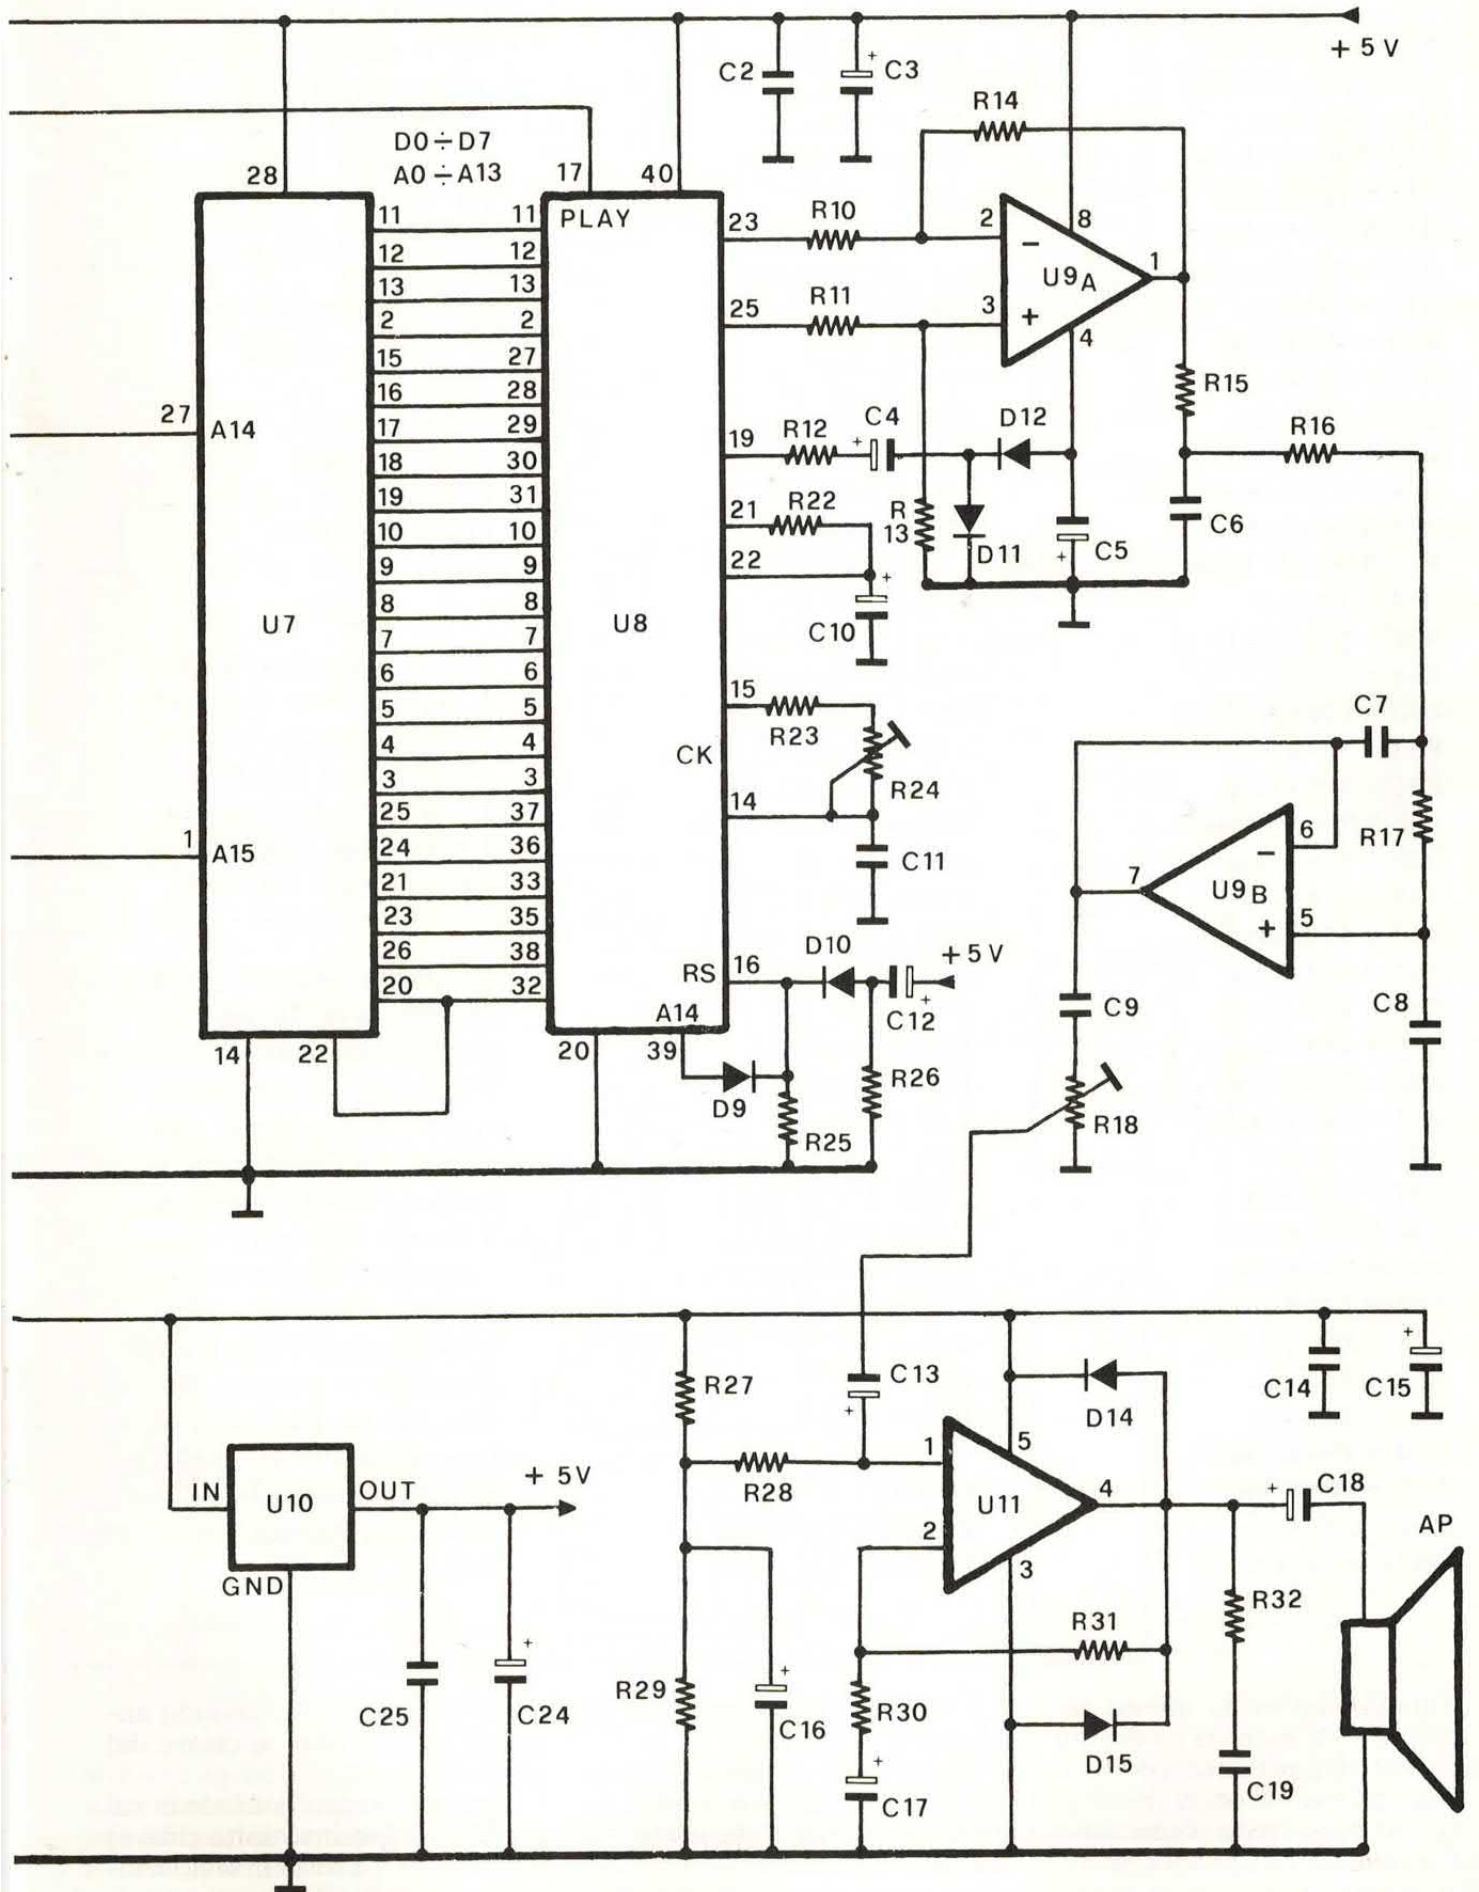 + 5 V
C2
+
C3
R14
D0÷D7
A0÷A13
28
17
40
PLAY
11 11
12 12
13 13
2 2
15 27
16 28
17 29
18 30
19 31
10 10
9 9
8 8
7 7
6 6
5 5
4 4
3 3
25 37
24 36
21 33
23 35
26 38
20 32
27
A14
1
A15
U7
14
22
U8
23
R10
2
−
8
1
U9A
25
R11
3
+
4
R15
19
R12
+
C4
D12
R16
21
R22
R
13
D11
+
C5
C6
22
+
C10
15
R23
CK
R24
14
C11
C7
6
−
R17
7
U9B
5
+
RS
16
D10
+5 V
+
C12
C9
C8
A14
20
39
D9
R25
R26
R18
R27
C13
+
D14
C14
+
C15
IN
U10
OUT
+ 5V
GND
R28
1
5
U11
4
2
3
+
C18
AP
R31
R32
C25
+
C24
R29
+
C16
R30
+
C17
D15
C19